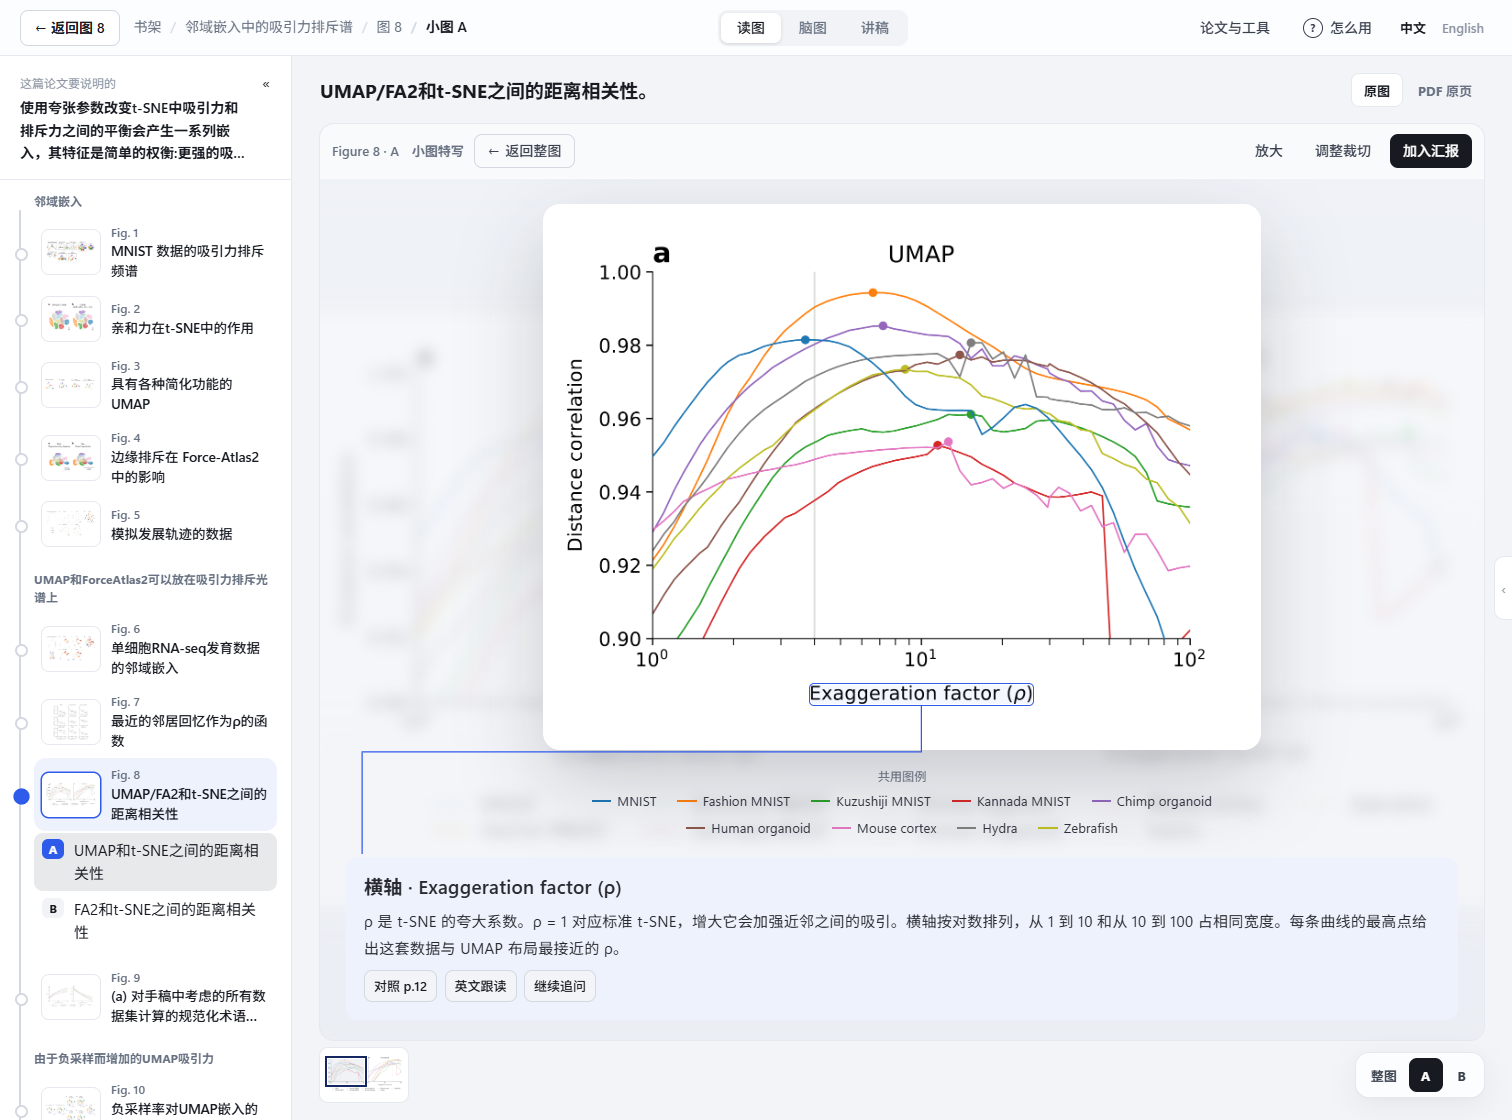 ← 返回图 8
书架 / 邻域嵌入中的吸引力排斥谱 / 图 8 / 小图 A
读图 脑图 讲稿
论文与工具 ? 怎么用 中文 English
这篇论文要说明的 «
使用夸张参数改变t-SNE中吸引力和
排斥力之间的平衡会产生一系列嵌
入，其特征是简单的权衡:更强的吸...
邻域嵌入
Fig. 1
MNIST 数据的吸引力排斥
频谱
Fig. 2
亲和力在t-SNE中的作用
Fig. 3
具有各种简化功能的
UMAP
Fig. 4
边缘排斥在 Force-Atlas2
中的影响
Fig. 5
模拟发展轨迹的数据
UMAP和ForceAtlas2可以放在吸引力排斥光
谱上
Fig. 6
单细胞RNA-seq发育数据
的邻域嵌入
Fig. 7
最近的邻居回忆作为ρ的函
数
Fig. 8
UMAP/FA2和t-SNE之间的
距离相关性
A UMAP和t-SNE之间的距离相
关性
B FA2和t-SNE之间的距离相关
性
Fig. 9
(a) 对手稿中考虑的所有数
据集计算的规范化术语...
由于负采样而增加的UMAP吸引力
Fig. 10
负采样率对UMAP嵌入的
UMAP/FA2和t-SNE之间的距离相关性。
原图 PDF 原页
Figure 8 · A 小图特写 ← 返回整图
放大 调整裁切 加入汇报
a UMAP
1.00
0.98
0.96
0.94
0.92
0.90
Distance correlation
10⁰ 10¹ 10²
Exaggeration factor (ρ)
共用图例
MNIST Fashion MNIST Kuzushiji MNIST Kannada MNIST Chimp organoid
Human organoid Mouse cortex Hydra Zebrafish
横轴 · Exaggeration factor (ρ)
ρ 是 t-SNE 的夸大系数。ρ = 1 对应标准 t-SNE，增大它会加强近邻之间的吸引。横轴按对数排列，从 1 到 10 和从 10 到 100 占相同宽度。每条曲线的最高点给
出这套数据与 UMAP 布局最接近的 ρ。
对照 p.12 英文跟读 继续追问
整图 A B